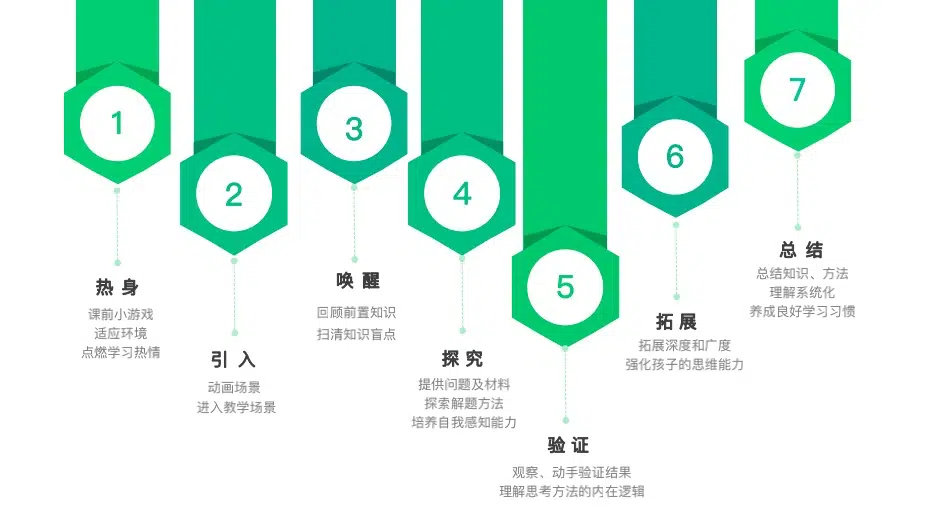 1
热身
课前小游戏
适应环境
点燃学习热情
2
引入
动画场景
进入教学场景
3
唤醒
回顾前置知识
扫清知识盲点
4
探究
提供问题及材料
探索解题方法
培养自我感知能力
5
验证
观察、动手验证结果
理解思考方法的内在逻辑
6
拓展
拓展深度和广度
强化孩子的思维能力
7
总结
总结知识、方法
理解系统化
养成良好学习习惯